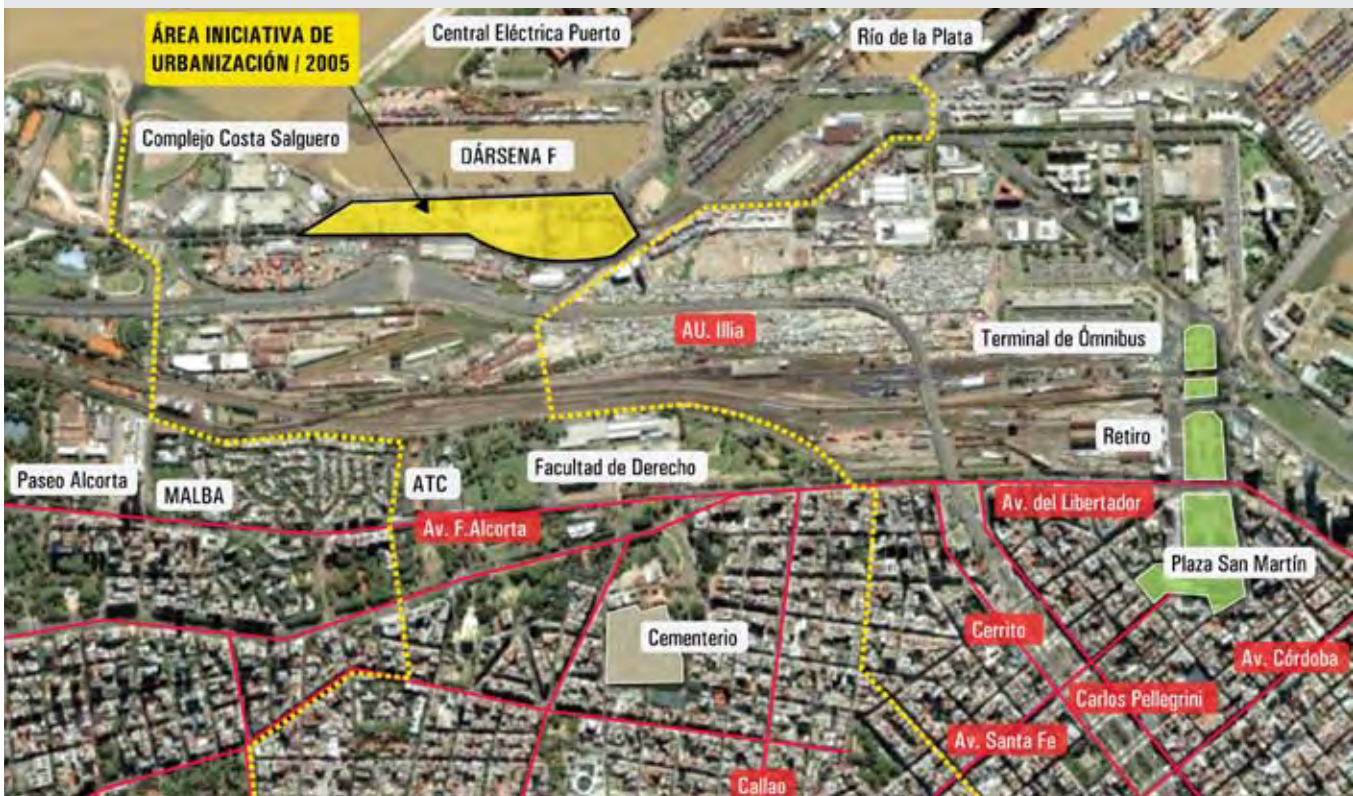 ÁREA INICIATIVA DE
URBANIZACIÓN / 2005
Central Eléctrica Puerto
Río de la Plata
Complejo Costa Salguero
DÁRSENA F
AU. Illia
Terminal de Ómnibus
Retiro
Paseo Alcorta
MALBA
ATC
Facultad de Derecho
Av. F.Alcorta
Av. del Libertador
Plaza San Martín
Cementerio
Cerrito
Av. Córdoba
Carlos Pellegrini
Av. Santa Fe
Callao